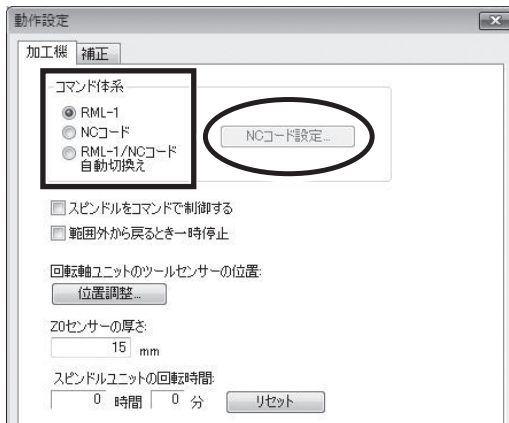 動作設定
加工機 補正
コマンド体系
RML-1
NCコード
NCコード設定...
RML-1/NCコード
自動切換え
スピンドルをコマンドで制御する
範囲外から戻るとき一時停止
回転軸ユニットのツールセンサーの位置:
位置調整...
Z0センサーの厚さ:
15 mm
スピンドルユニットの回転時間:
0 時間 0 分 リセット